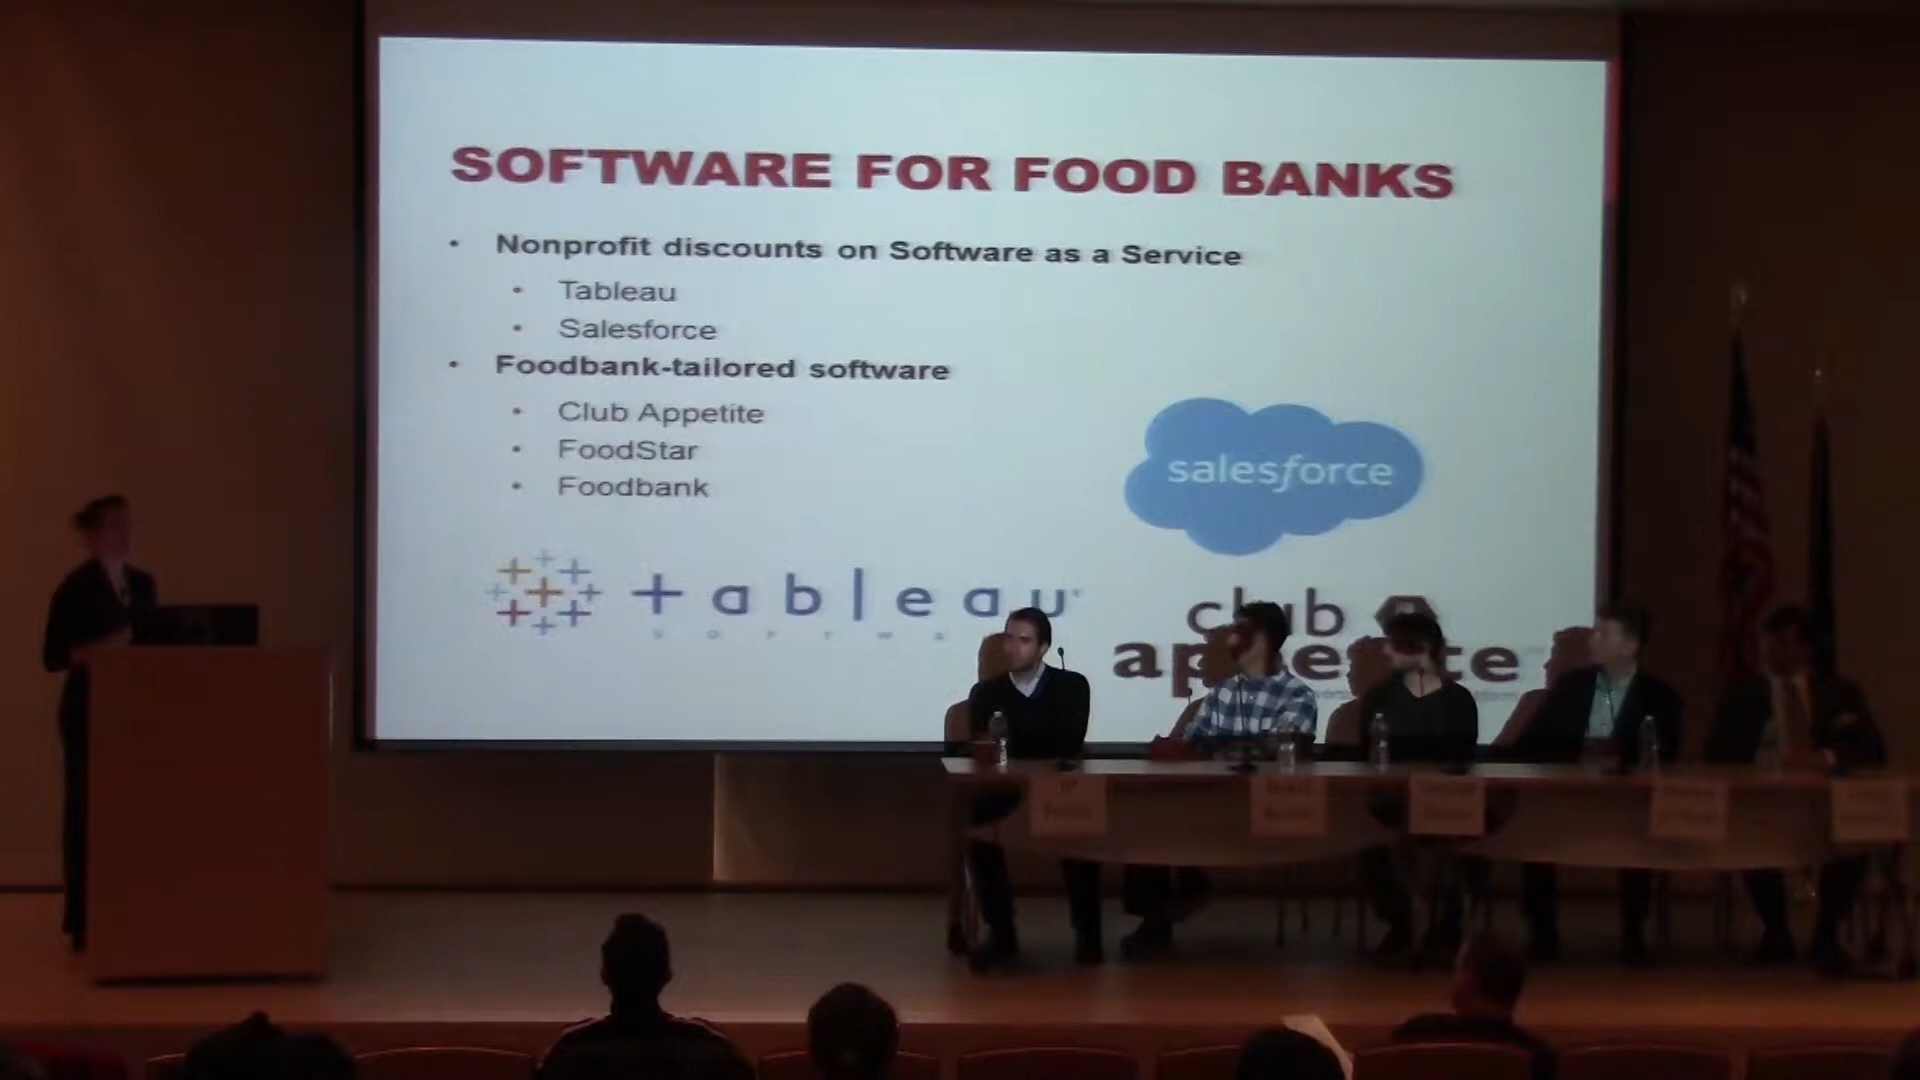 SOFTWARE FOR FOOD BANKS
• Nonprofit discounts on Software as a Service
• Tableau
• Salesforce
• Foodbank-tailored software
• Club Appetite
• FoodStar
• Foodbank
salesforce
+ableau
club